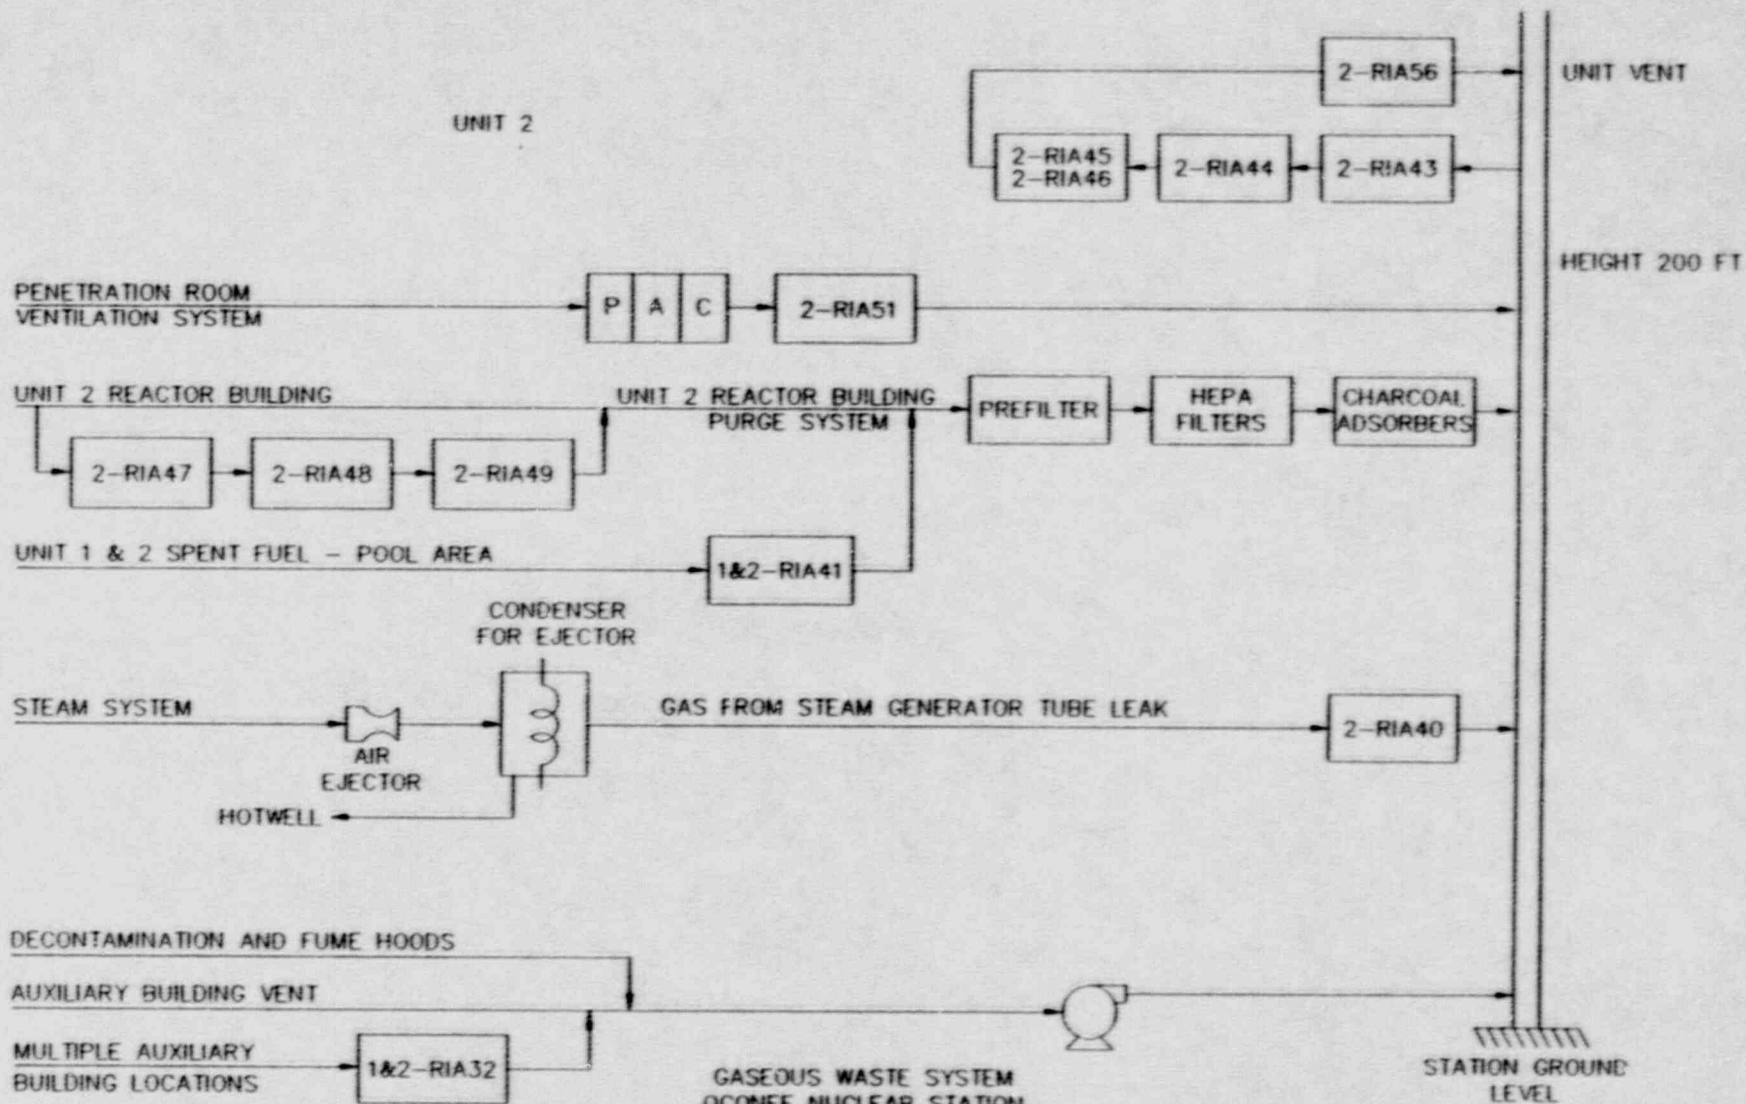 2-RIA56
UNIT VENT
UNIT 2
2-RIA45
2-RIA46
2-RIA44
2-RIA43
HEIGHT 200 FT
PENETRATION ROOM
VENTILATION SYSTEM
P A C
2-RIA51
UNIT 2 REACTOR BUILDING
UNIT 2 REACTOR BUILDING
PURGE SYSTEM
PREFILTER
HEPA
FILTERS
CHARCOAL
ADSORBERS
2-RIA47
2-RIA48
2-RIA49
UNIT 1 & 2 SPENT FUEL - POOL AREA
1&2-RIA41
CONDENSER
FOR EJECTOR
STEAM SYSTEM
AIR
EJECTOR
GAS FROM STEAM GENERATOR TUBE LEAK
2-RIA40
HOTWELL
DECONTAMINATION AND FUME HOODS
AUXILIARY BUILDING VENT
MULTIPLE AUXILIARY
BUILDING LOCATIONS
1&2-RIA32
STATION GROUND
LEVEL
GASEOUS WASTE SYSTEM
OCONEE NUCLEAR STATION